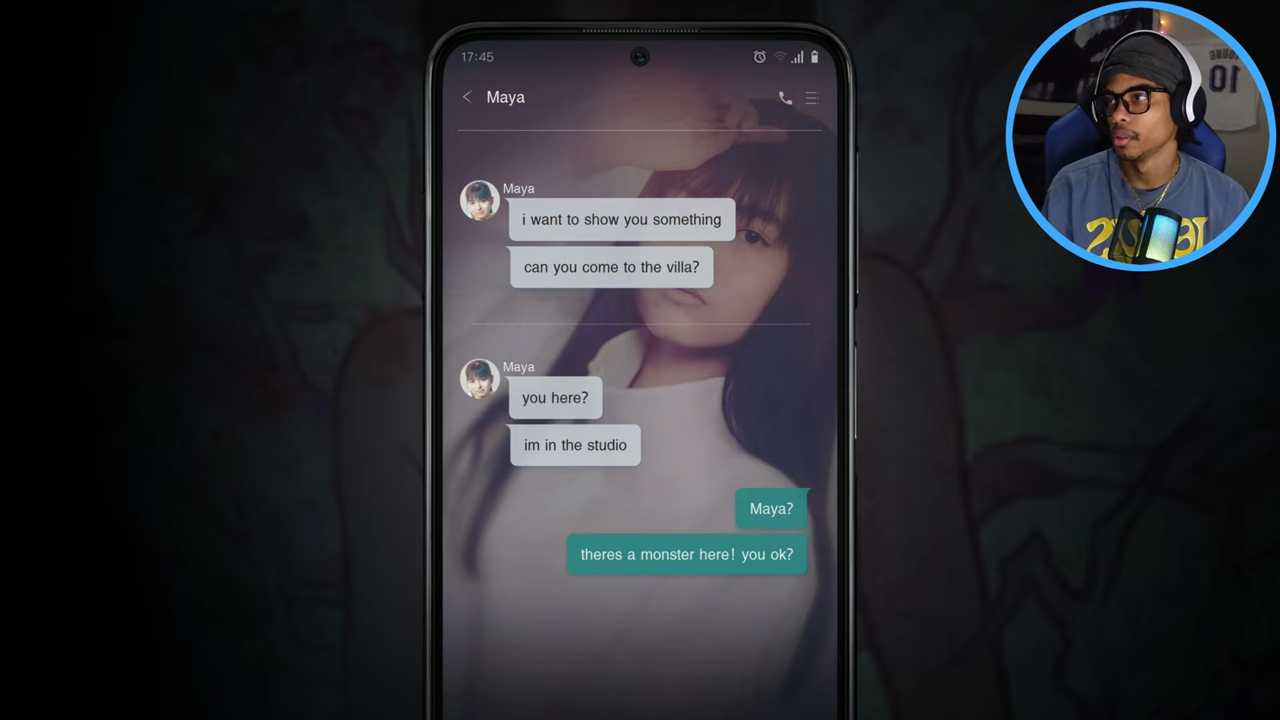 17:45
Maya
Maya
i want to show you something
can you come to the villa?
Maya
you here?
im in the studio
Maya?
theres a monster here! you ok?